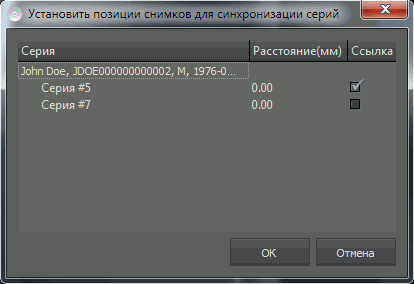 Установить позиции снимков для синхронизации серий
Серия Расстояние(мм) Ссылка
John Doe, JDOE000000000002, M, 1976-0...
Серия #5 0.00
Серия #7 0.00
OK Отмена